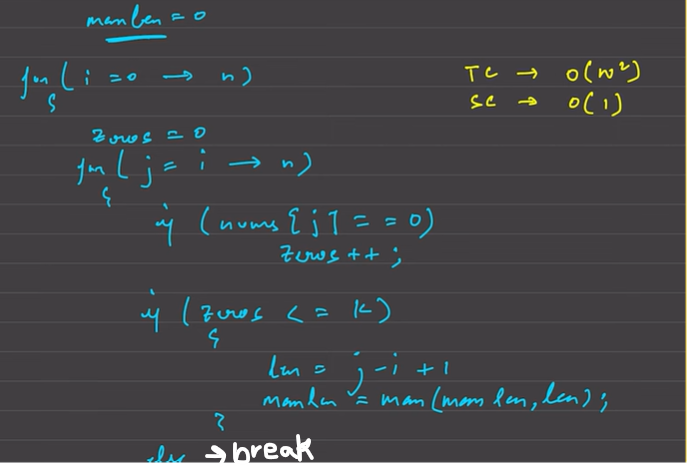 maxlen = 0
for ( i = 0 → n)
{
TC → O(N²)
SC → O(1)
zeros = 0
for ( j = i → n)
{
if (nums[j] == 0)
zeros++;
if (zeros <= k)
{
len = j - i + 1
maxlen = max(maxlen, len);
}
else → break